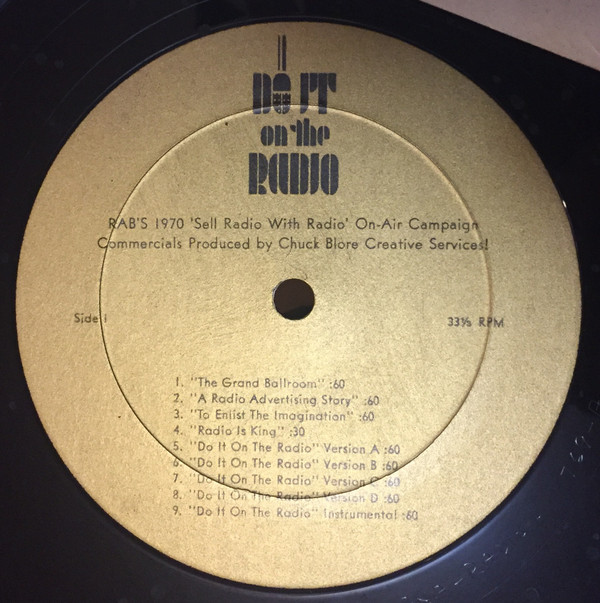 DO IT
on the
RADIO
RAB'S 1970 'Sell Radio With Radio' On-Air Campaign
Commercials Produced by Chuck Blore Creative Services!
Side 1
33⅓ RPM
1. "The Grand Ballroom" :60
2. "A Radio Advertising Story" :60
3. "To Enlist The Imagination" :60
4. "Radio Is King" :30
5. "Do It On The Radio" Version A :60
6. "Do It On The Radio" Version B :60
7. "Do It On The Radio" Version C :60
8. "Do It On The Radio" Version D :60
9. "Do It On The Radio" Instrumental :60